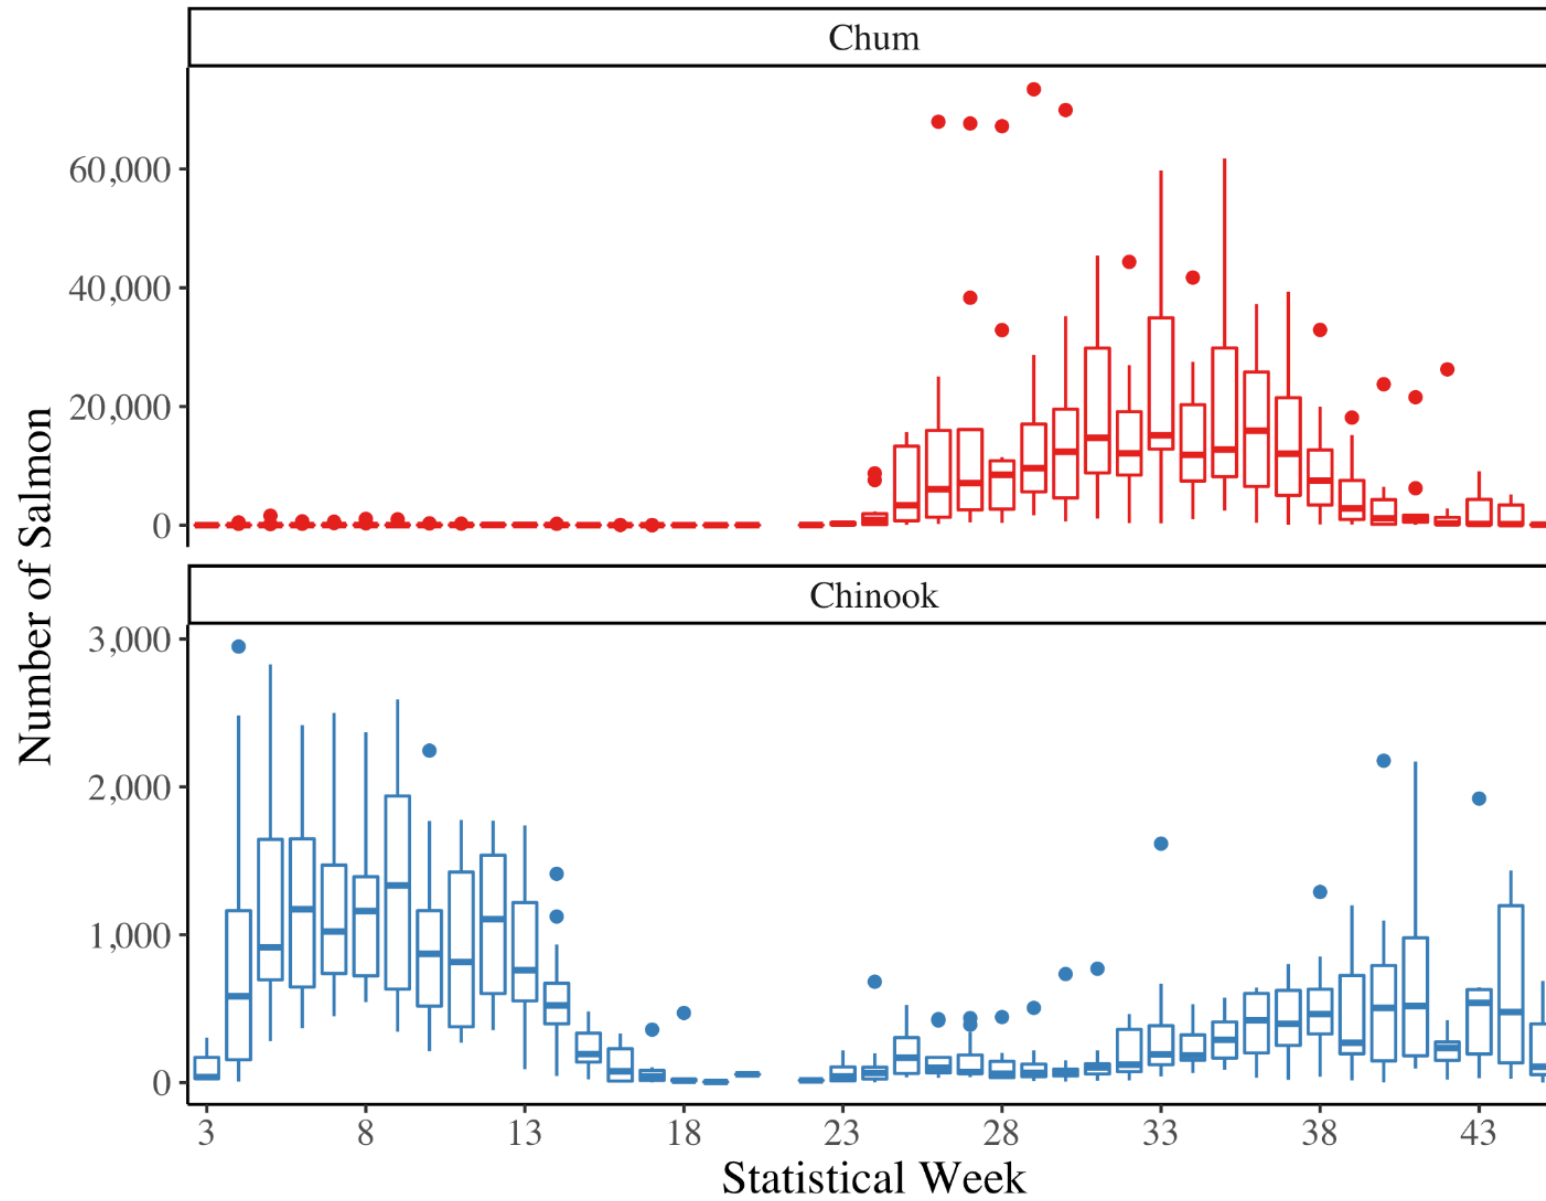 Chum
60,000
40,000
20,000
0
Chinook
3,000
2,000
1,000
0
Number of Salmon
3 8 13 18 23 28 33 38 43
Statistical Week